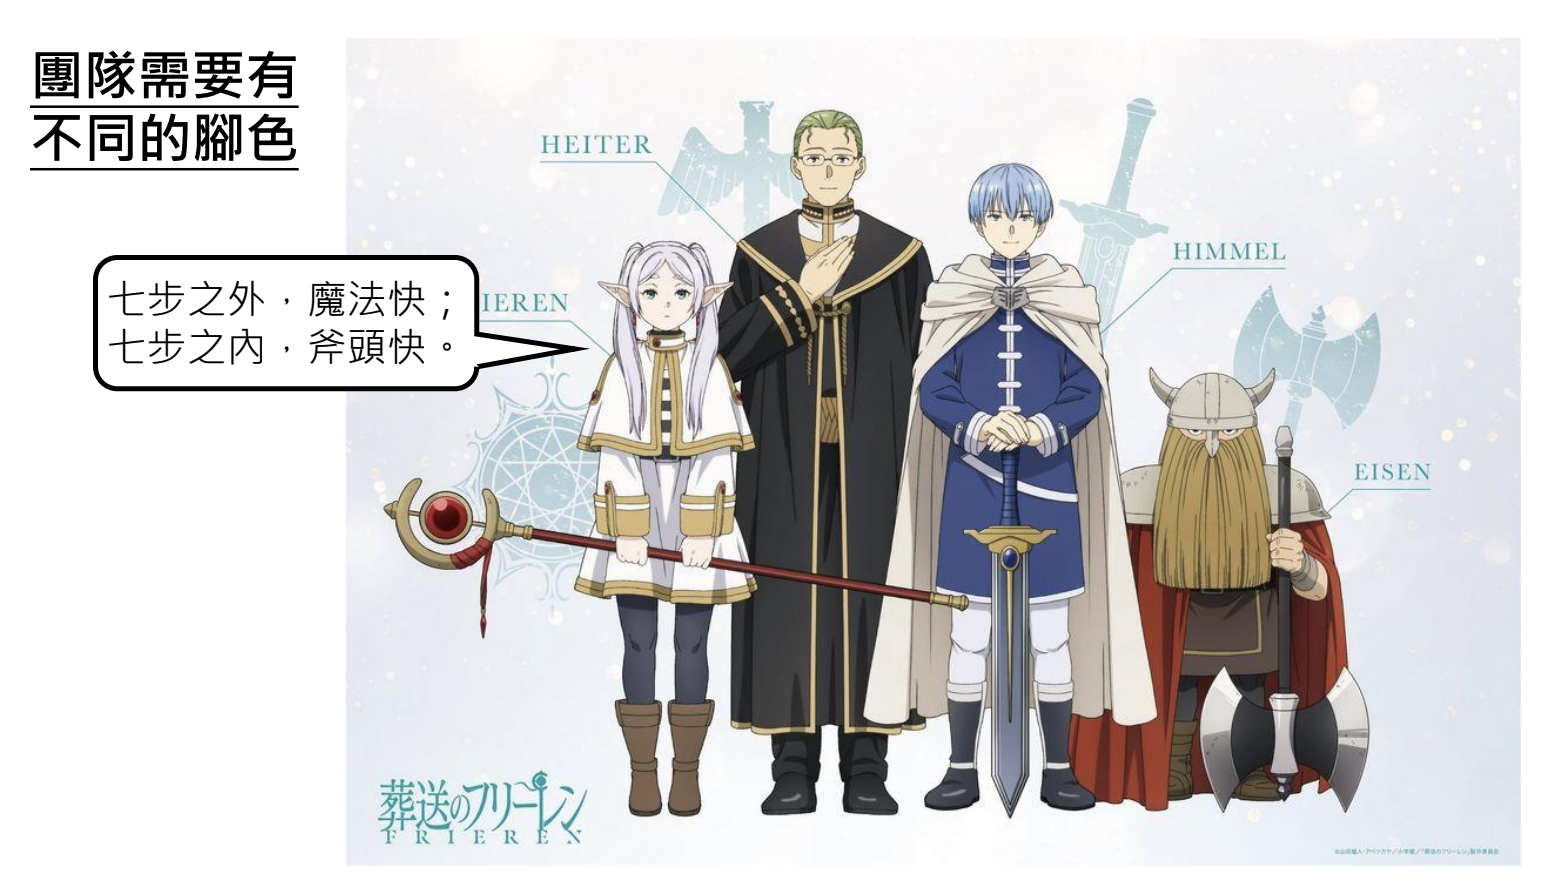 團隊需要有
不同的腳色
HEITER
HIMMEL
七步之外，魔法快；
七步之內，斧頭快。
IEREN
EISEN
葬送のフリーレン
FRIEREN